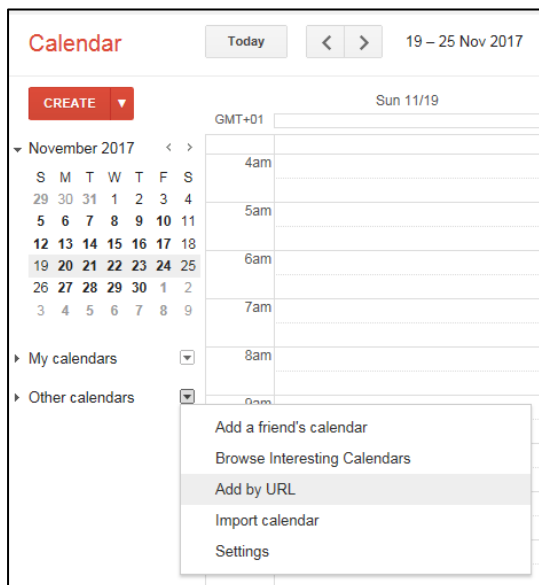 Calendar
Today
< >
19 – 25 Nov 2017
CREATE
Sun 11/19
GMT+01
November 2017 < >
S M T W T F S
29 30 31 1 2 3 4
5 6 7 8 9 10 11
12 13 14 15 16 17 18
19 20 21 22 23 24 25
26 27 28 29 30 1 2
3 4 5 6 7 8 9
4am
5am
6am
7am
8am
9am
My calendars
Other calendars
Add a friend's calendar
Browse Interesting Calendars
Add by URL
Import calendar
Settings